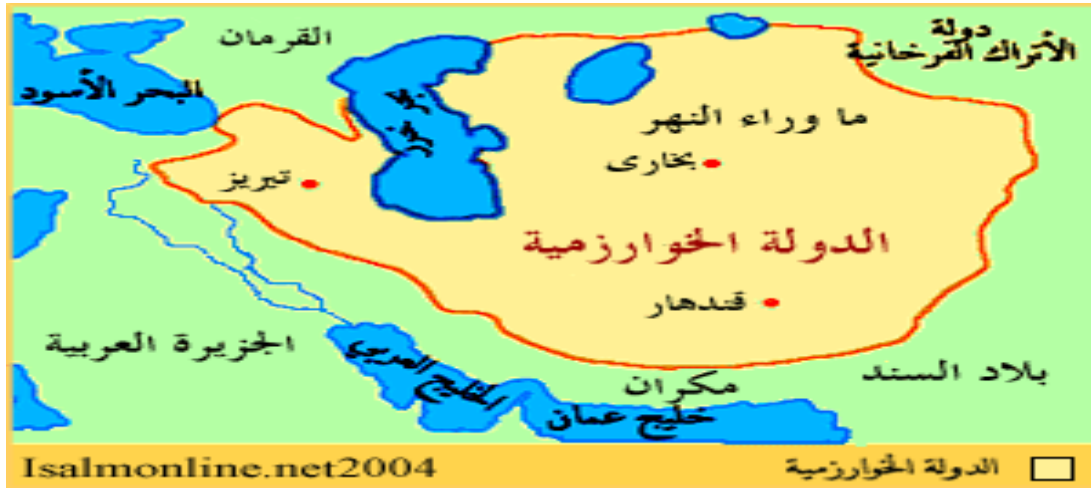 القرمان
دولة
الأتراك القرخانية
البحر الأسود
بحر خزر
ما وراء النهر
بخارى
تبريز
الدولة الخوارزمية
قندهار
الجزيرة العربية
الخليج العربي
مكران
بلاد السند
خليج عمان
Isalmonline.net2004
الدولة الخوارزمية